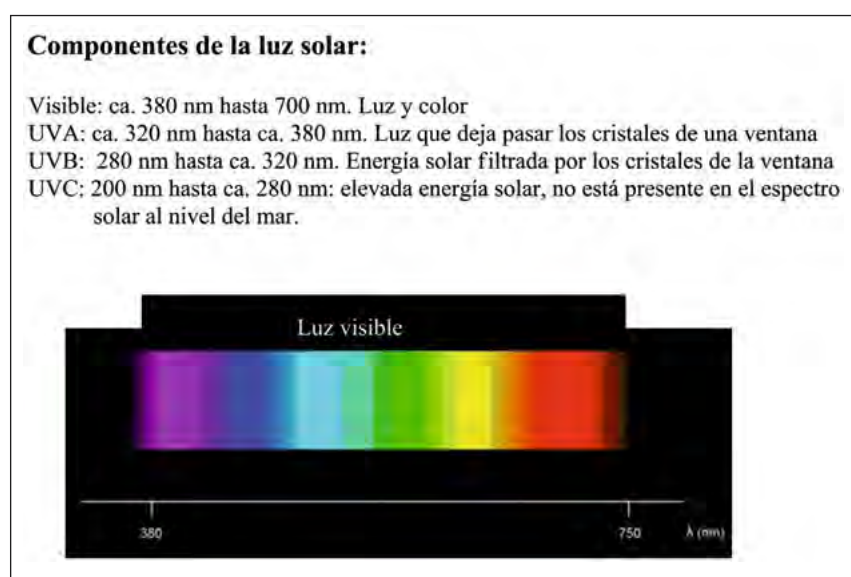 Componentes de la luz solar:
Visible: ca. 380 nm hasta 700 nm. Luz y color
UVA: ca. 320 nm hasta ca. 380 nm. Luz que deja pasar los cristales de una ventana
UVB: 280 nm hasta ca. 320 nm. Energía solar filtrada por los cristales de la ventana
UVC: 200 nm hasta ca. 280 nm: elevada energía solar, no está presente en el espectro
solar al nivel del mar.
Luz visible
380 750 λ (nm)